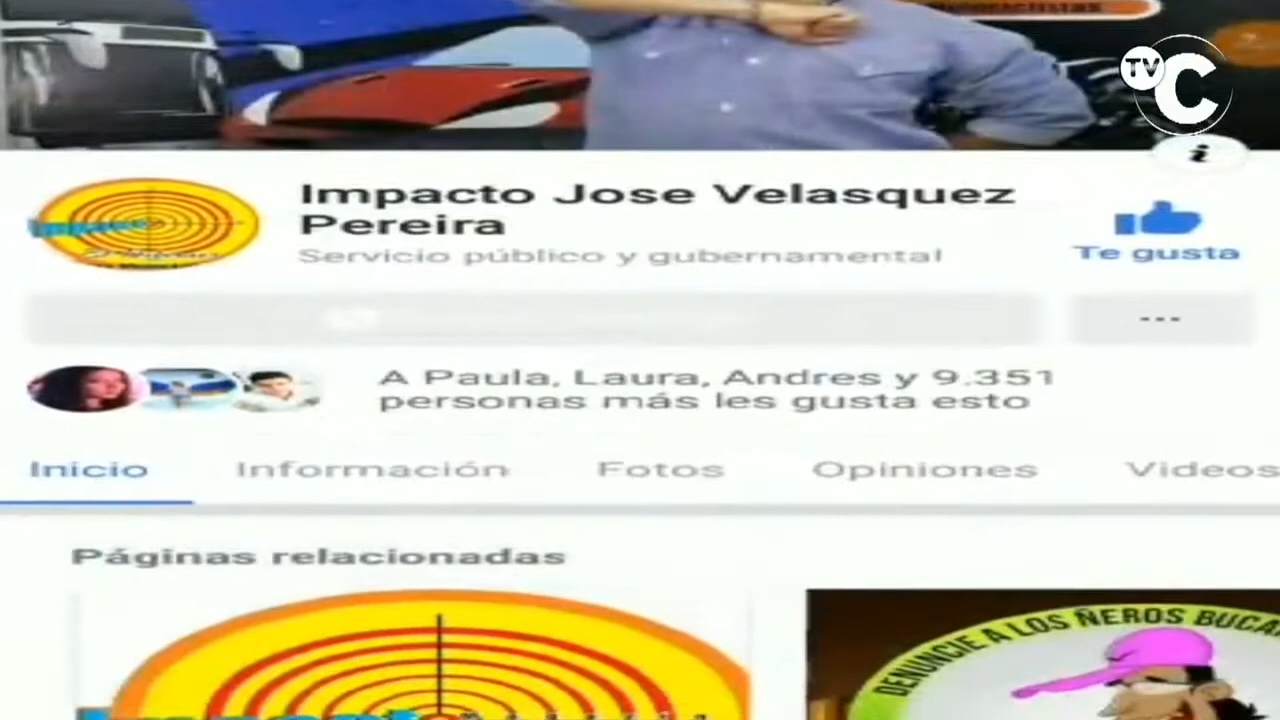 TV C
Impacto Jose Velasquez
Pereira
Servicio público y gubernamental
Te gusta
A Paula, Laura, Andres y 9.351
personas más les gusta esto
Inicio Información Fotos Opiniones Videos
Páginas relacionadas
DENUNCIE A LOS ÑEROS BUCA